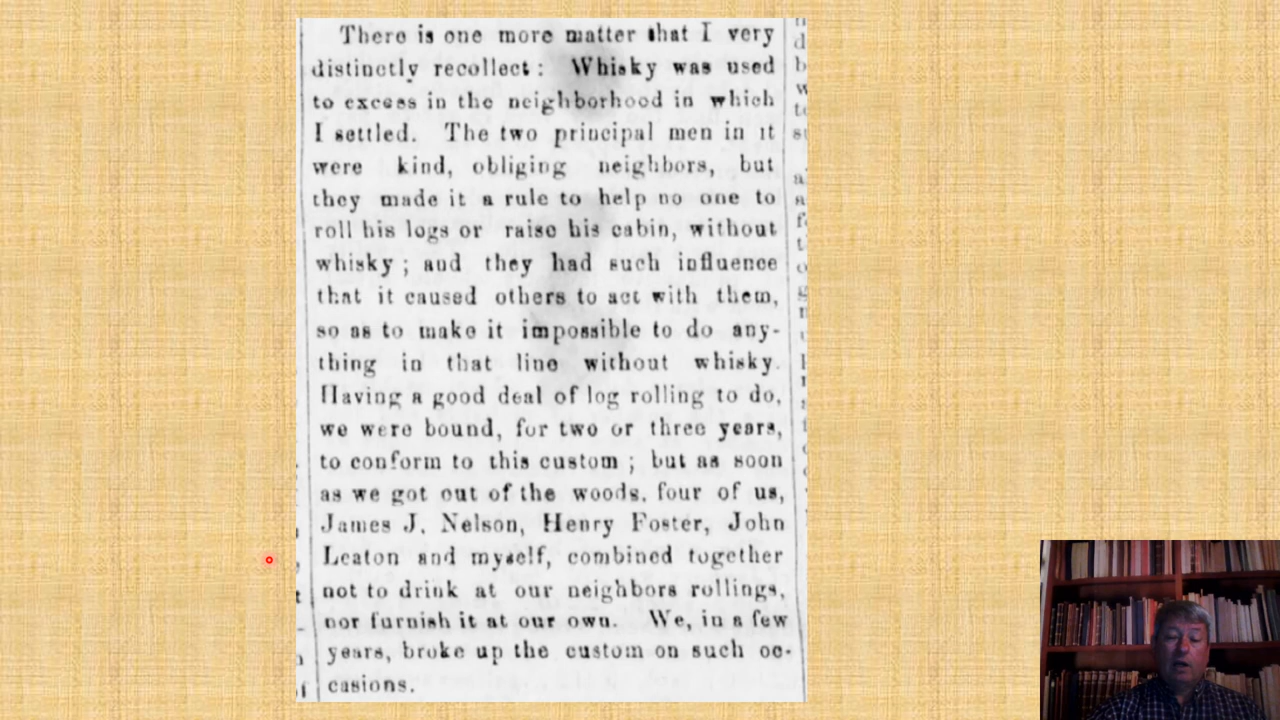 There is one more matter that I very
distinctly recollect : Whisky was used
to excess in the neighborhood in which
I settled. The two principal men in it
were kind, obliging neighbors, but
they made it a rule to help no one to
roll his logs or raise his cabin, without
whisky ; and they had such influence
that it caused others to act with them,
so as to make it impossible to do any-
thing in that line without whisky.
Having a good deal of log rolling to do,
we were bound, for two or three years,
to conform to this custom ; but as soon
as we got out of the woods, four of us,
James J. Nelson, Henry Foster, John
Leaton and myself, combined together
not to drink at our neighbors rollings,
nor furnish it at our own. We, in a few
years, broke up the custom on such oc-
casions.